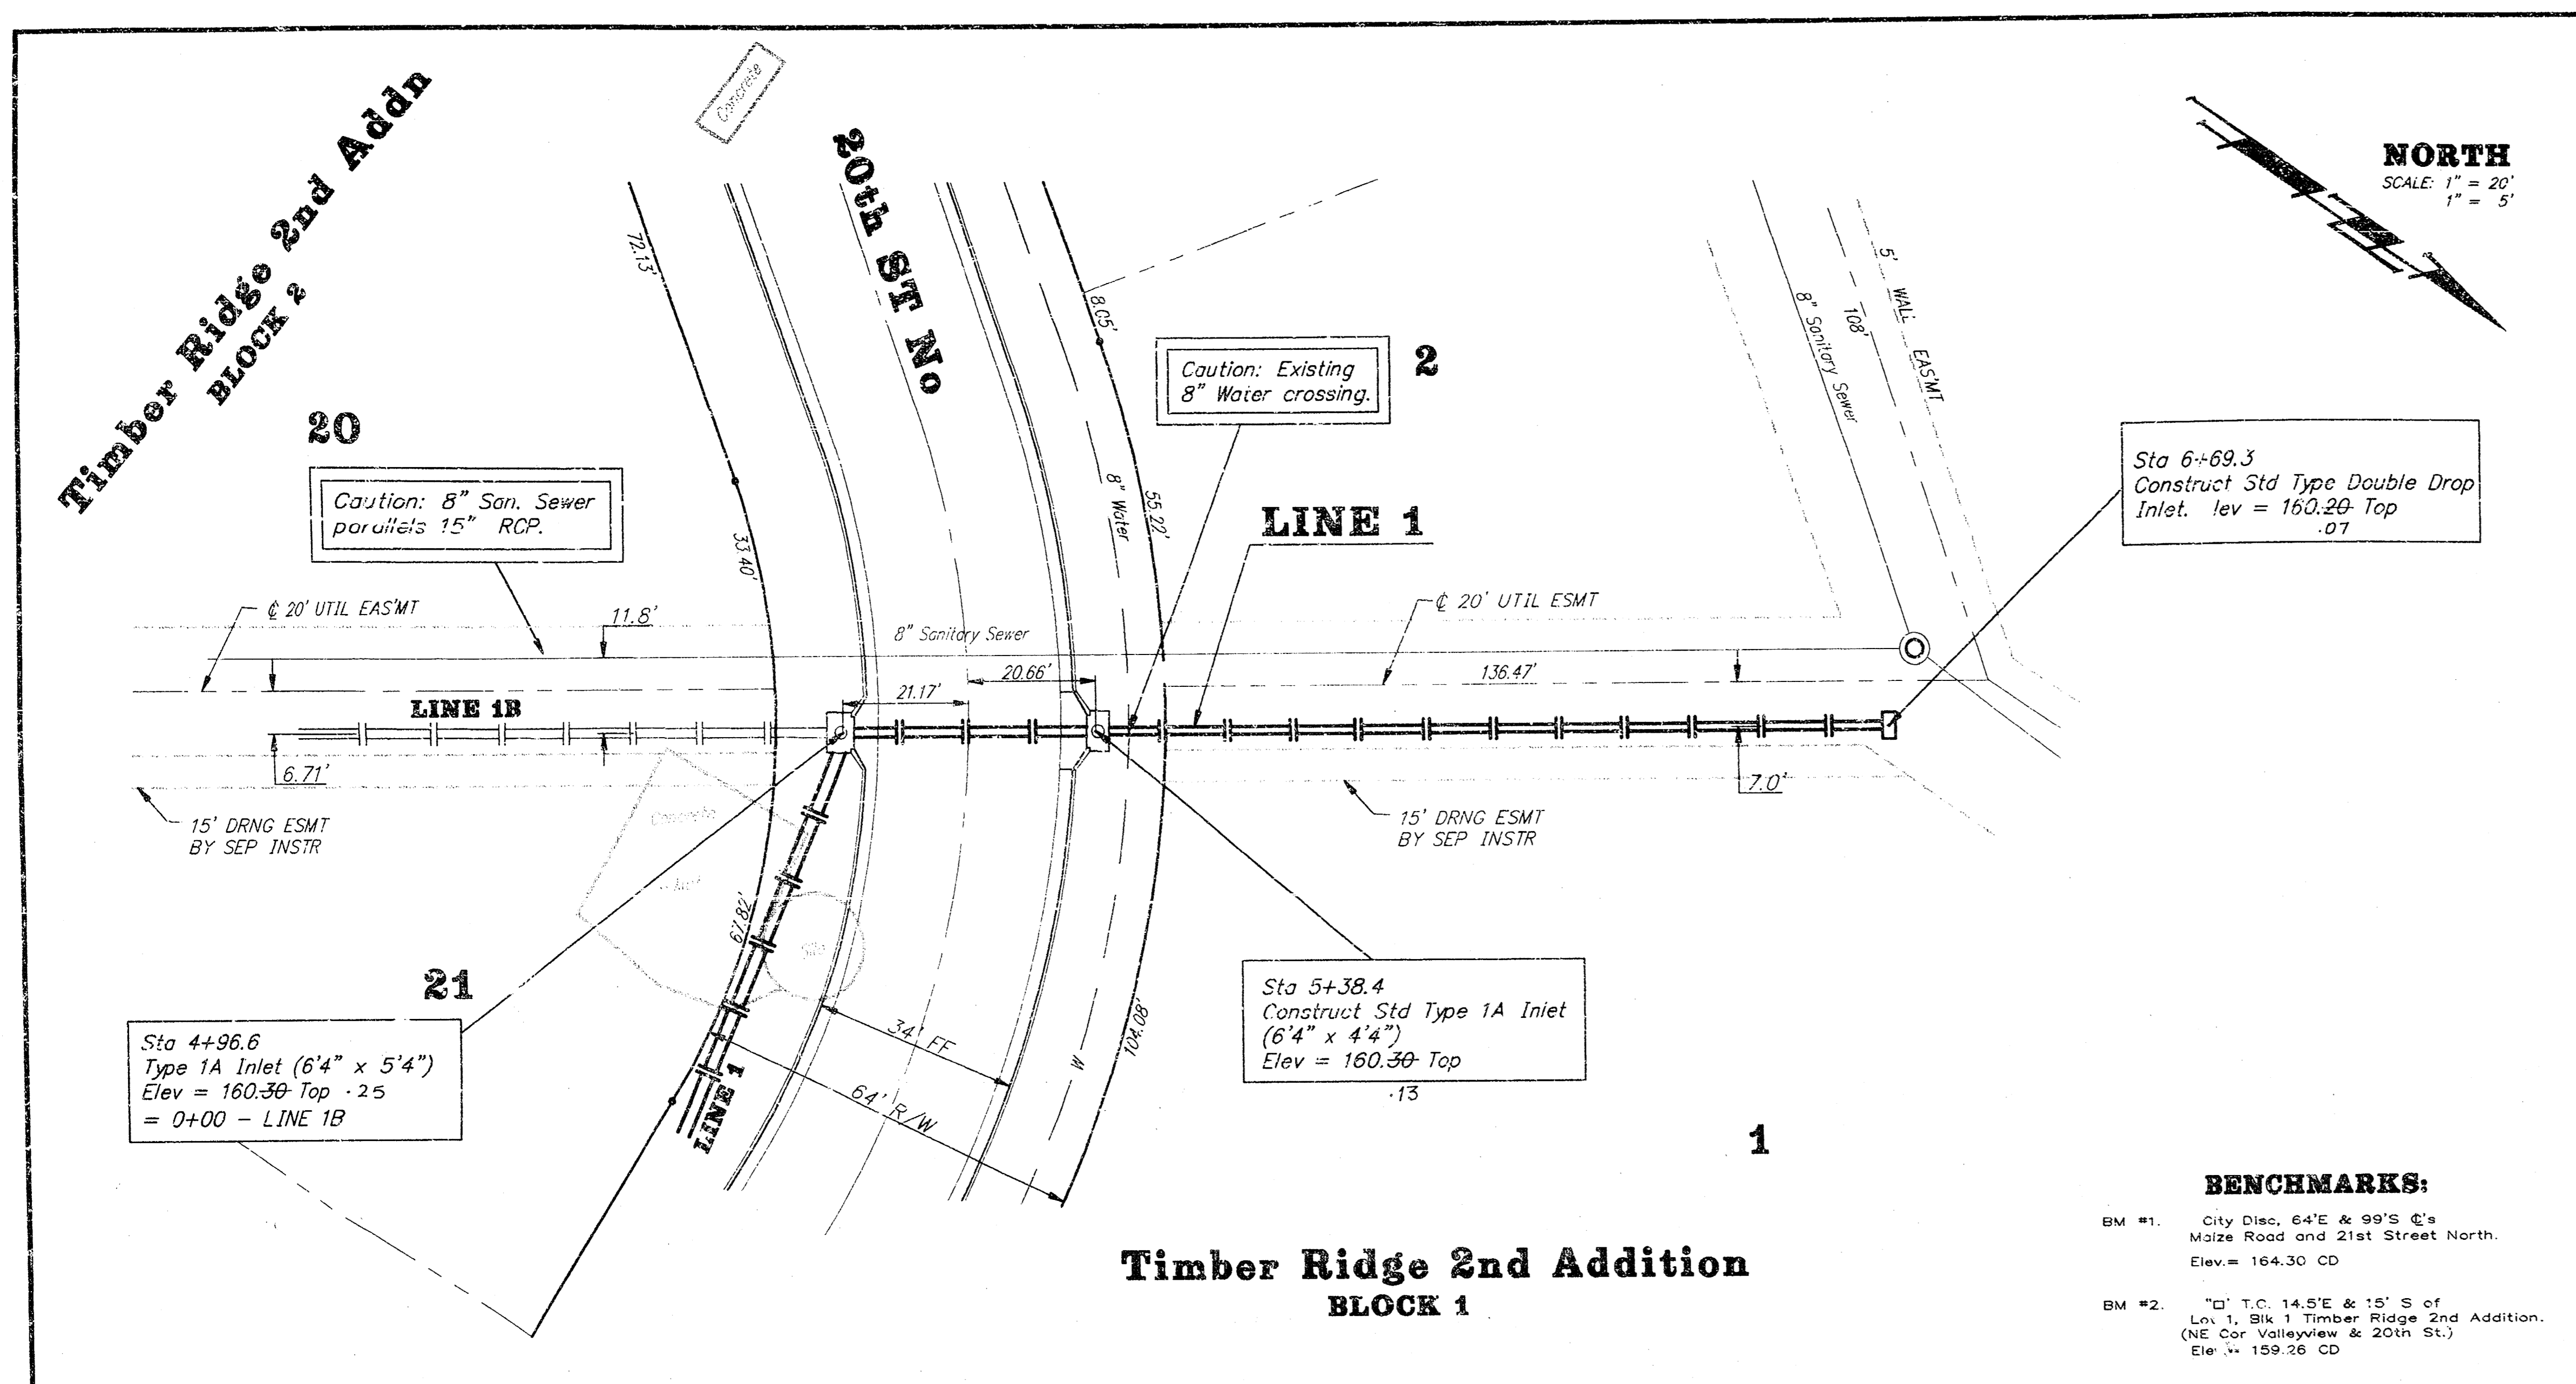 Timber Ridge 2nd Addn
BLOCK 2
Concrete
20th ST No
NORTH
SCALE: 1" = 20'
1" = 5'
72.13'
8.05'
5' WALL EAS'MT
108'
8" Sanitary Sewer
2
Caution: Existing
8" Water crossing.
20
Caution: 8" San. Sewer
parallels 15" RCP.
33.40'
8" Water
55.22'
LINE 1
Sta 6+69.3
Construct Std Type Double Drop
Inlet. lev = 160.20 Top
.07
℄ 20' UTIL EAS'MT
11.8'
8" Sanitary Sewer
℄ 20' UTIL ESMT
20.66'
21.17'
136.47'
LINE 1B
6.71'
7.0'
15' DRNG ESMT
BY SEP INSTR
Concrete
15' DRNG ESMT
BY SEP INSTR
67.82'
21
Sta 4+96.6
Type 1A Inlet (6'4" x 5'4")
Elev = 160.30 Top .25
= 0+00 - LINE 1B
34' FF
64' R/W
LINE 1
W
104.08'
Sta 5+38.4
Construct Std Type 1A Inlet
(6'4" x 4'4")
Elev = 160.30 Top
.13
1
Timber Ridge 2nd Addition
BLOCK 1
BENCHMARKS:
BM #1. City Disc, 64'E & 99'S ℄'s
Maize Road and 21st Street North.
Elev.= 164.30 CD
BM #2. "□' T.C. 14.5'E & 15' S of
Lot 1, Blk 1 Timber Ridge 2nd Addition.
(NE Cor Valleyview & 20th St.)
Ele = 159.26 CD